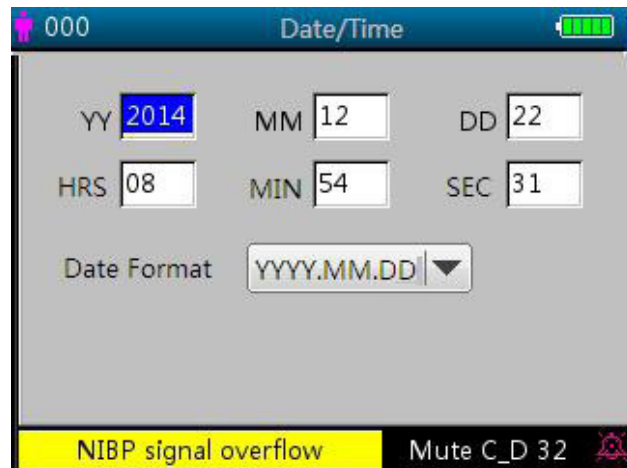 000 Date/Time
YY 2014 MM 12 DD 22
HRS 08 MIN 54 SEC 31
Date Format YYYY.MM.DD
NIBP signal overflow Mute C_D 32